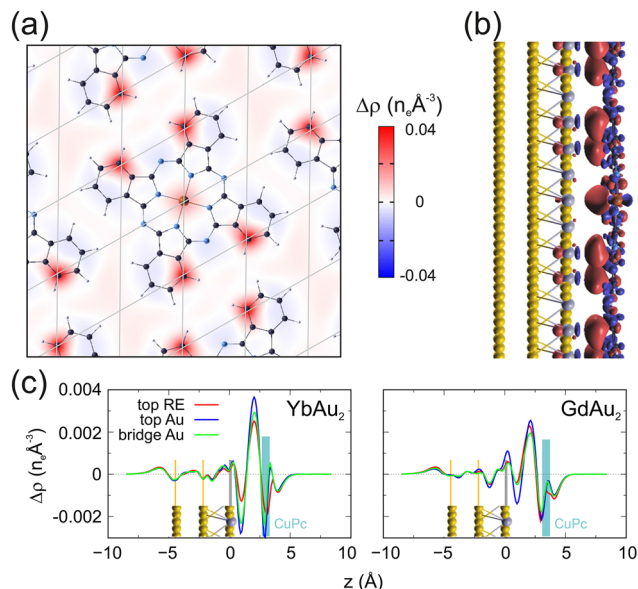 (a)
(b)
Δρ (nₑÅ⁻³)
0.04
0
-0.04
(c)
Δρ (nₑÅ⁻³)
0.004
0.002
0
-0.002
top RE
top Au
bridge Au
YbAu₂
CuPc
-10 -5 0 5 10
GdAu₂
CuPc
-5 0 5 10
z (Å)